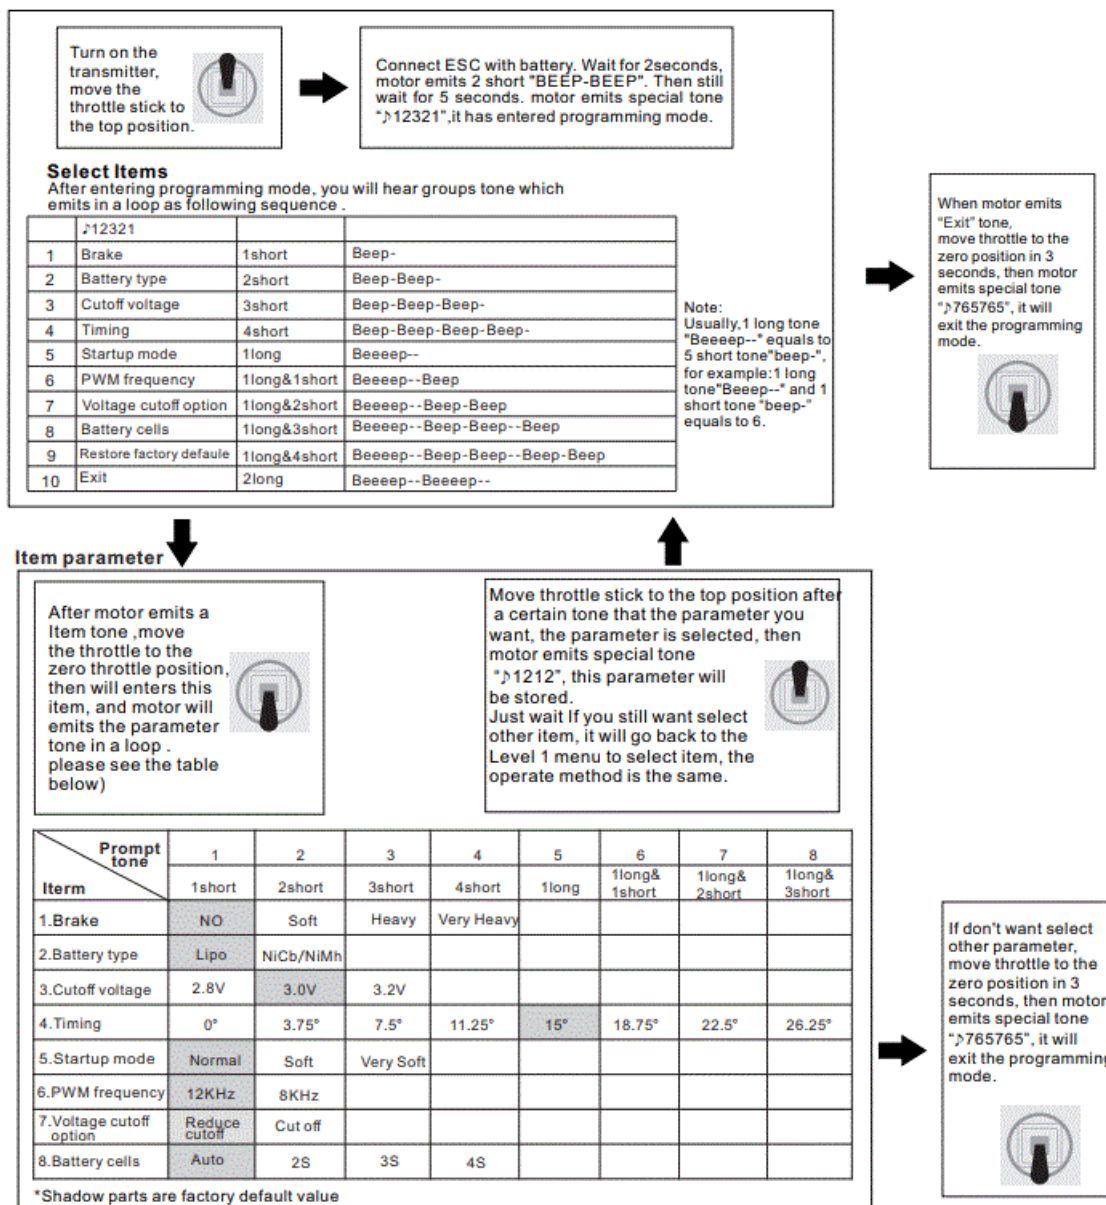 Turn on the
transmitter,
move the
throttle stick to
the top position.
Connect ESC with battery. Wait for 2seconds,
motor emits 2 short "BEEP-BEEP". Then still
wait for 5 seconds. motor emits special tone
“♪12321”,it has entered programming mode.
Select Items
After entering programming mode, you will hear groups tone which
emits in a loop as following sequence .
♪12321
1 Brake 1short Beep-
2 Battery type 2short Beep-Beep-
3 Cutoff voltage 3short Beep-Beep-Beep-
4 Timing 4short Beep-Beep-Beep-Beep-
5 Startup mode 1long Beeeep--
6 PWM frequency 1long&1short Beeeep--Beep
7 Voltage cutoff option 1long&2short Beeeep--Beep-Beep
8 Battery cells 1long&3short Beeeep--Beep-Beep--Beep
9 Restore factory defaule 1long&4short Beeeep--Beep-Beep--Beep-Beep
10 Exit 2long Beeeep--Beeeep--
Note:
Usually,1 long tone
"Beeeep--" equals to
5 short tone"beep-",
for example:1 long
tone"Beeep--" and 1
short tone "beep-"
equals to 6.
When motor emits
“Exit” tone,
move throttle to the
zero position in 3
seconds, then motor
emits special tone
“♪765765”, it will
exit the programming
mode.
Item parameter
After motor emits a
Item tone ,move
the throttle to the
zero throttle position,
then will enters this
item, and motor will
emits the parameter
tone in a loop .
please see the table
below)
Move throttle stick to the top position after
a certain tone that the parameter you
want, the parameter is selected, then
motor emits special tone
“♪1212”, this parameter will
be stored.
Just wait If you still want select
other item, it will go back to the
Level 1 menu to select item, the
operate method is the same.
Prompt tone 1 2 3 4 5 6 7 8
Iterm 1short 2short 3short 4short 1long 1long&1short 1long&2short 1long&3short
1.Brake NO Soft Heavy Very Heavy
2.Battery type Lipo NiCb/NiMh
3.Cutoff voltage 2.8V 3.0V 3.2V
4.Timing 0° 3.75° 7.5° 11.25° 15° 18.75° 22.5° 26.25°
5.Startup mode Normal Soft Very Soft
6.PWM frequency 12KHz 8KHz
7.Voltage cutoff option Reduce cutoff Cut off
8.Battery cells Auto 2S 3S 4S
*Shadow parts are factory default value
If don't want select
other parameter,
move throttle to the
zero position in 3
seconds, then motor
emits special tone
“♪765765”, it will
exit the programming
mode.